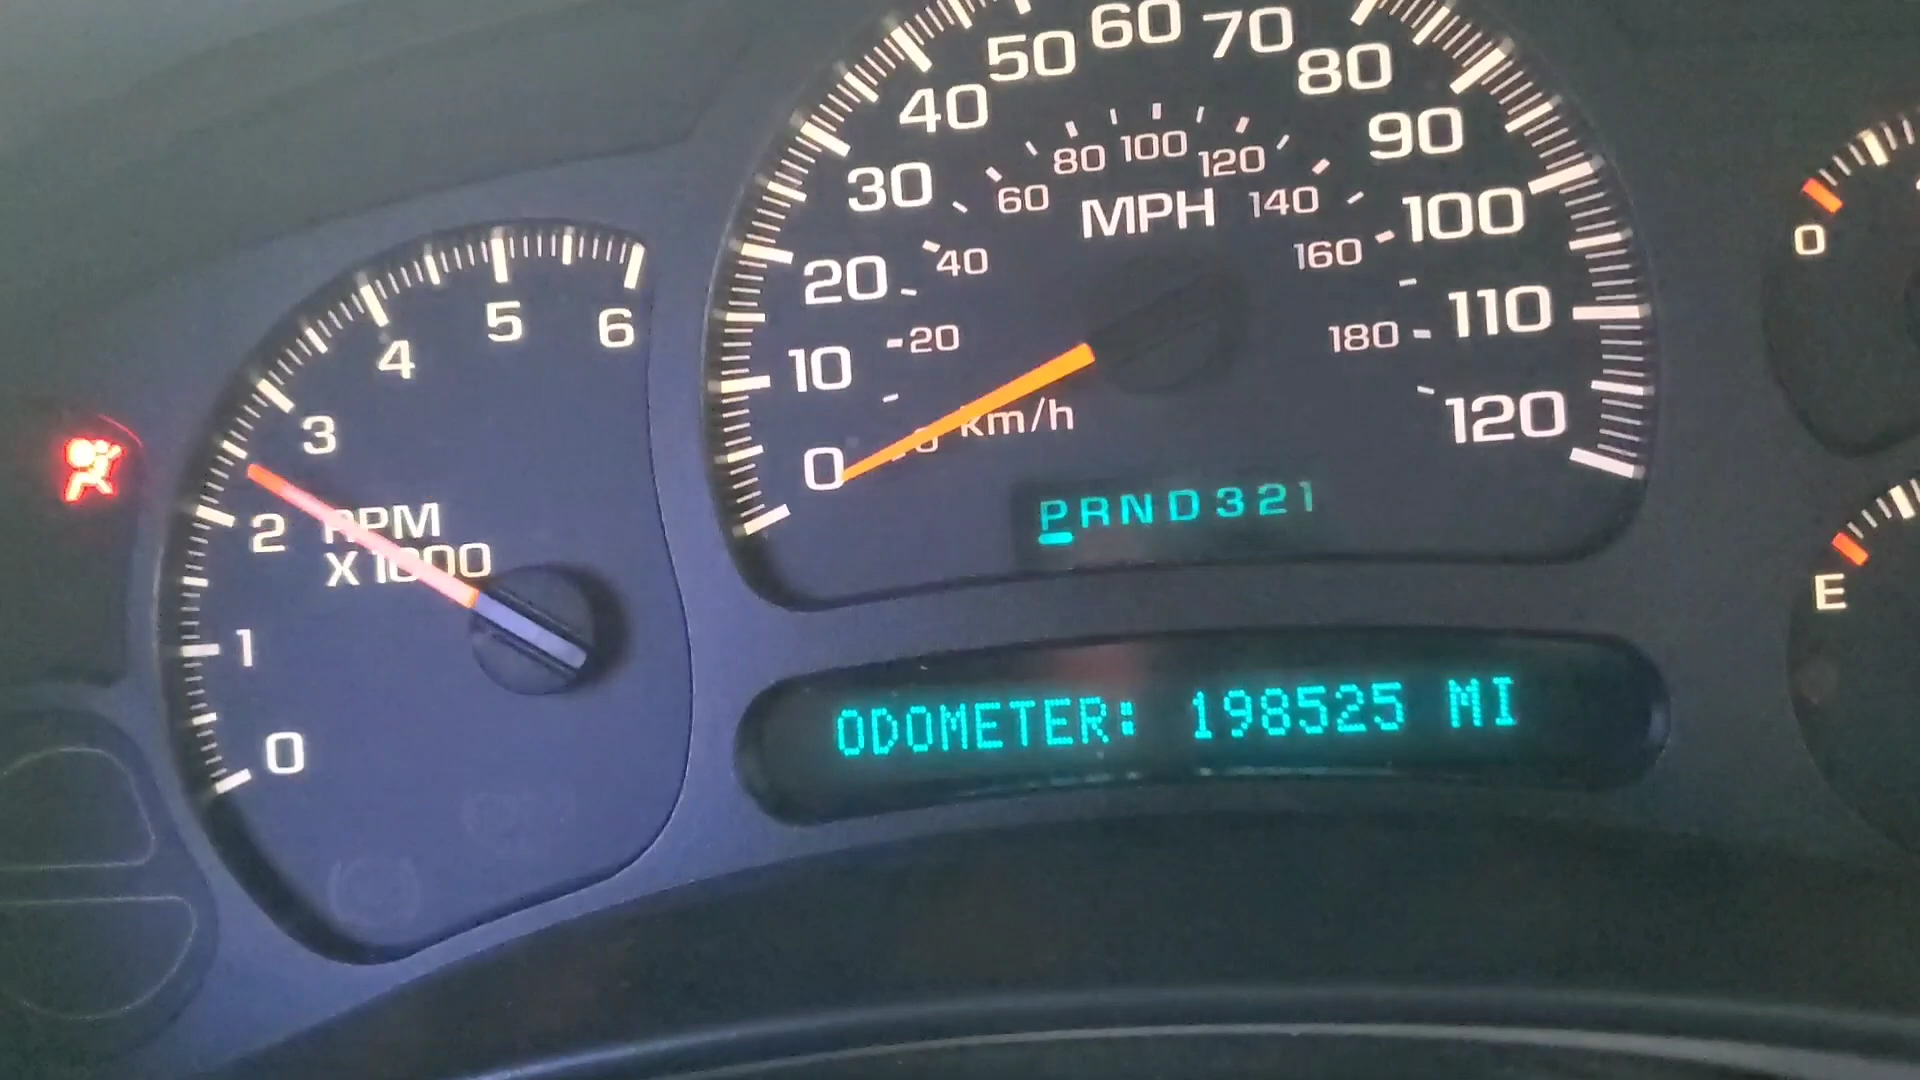 50 60 70
40 80
30 90
20 100
10 110
0 120
80 100 120
60 140
40 160
20 180
MPH
km/h
4 5 6
3
2
1
0
RPM
X1000
PRND321
ODOMETER: 198525 MI
0
E